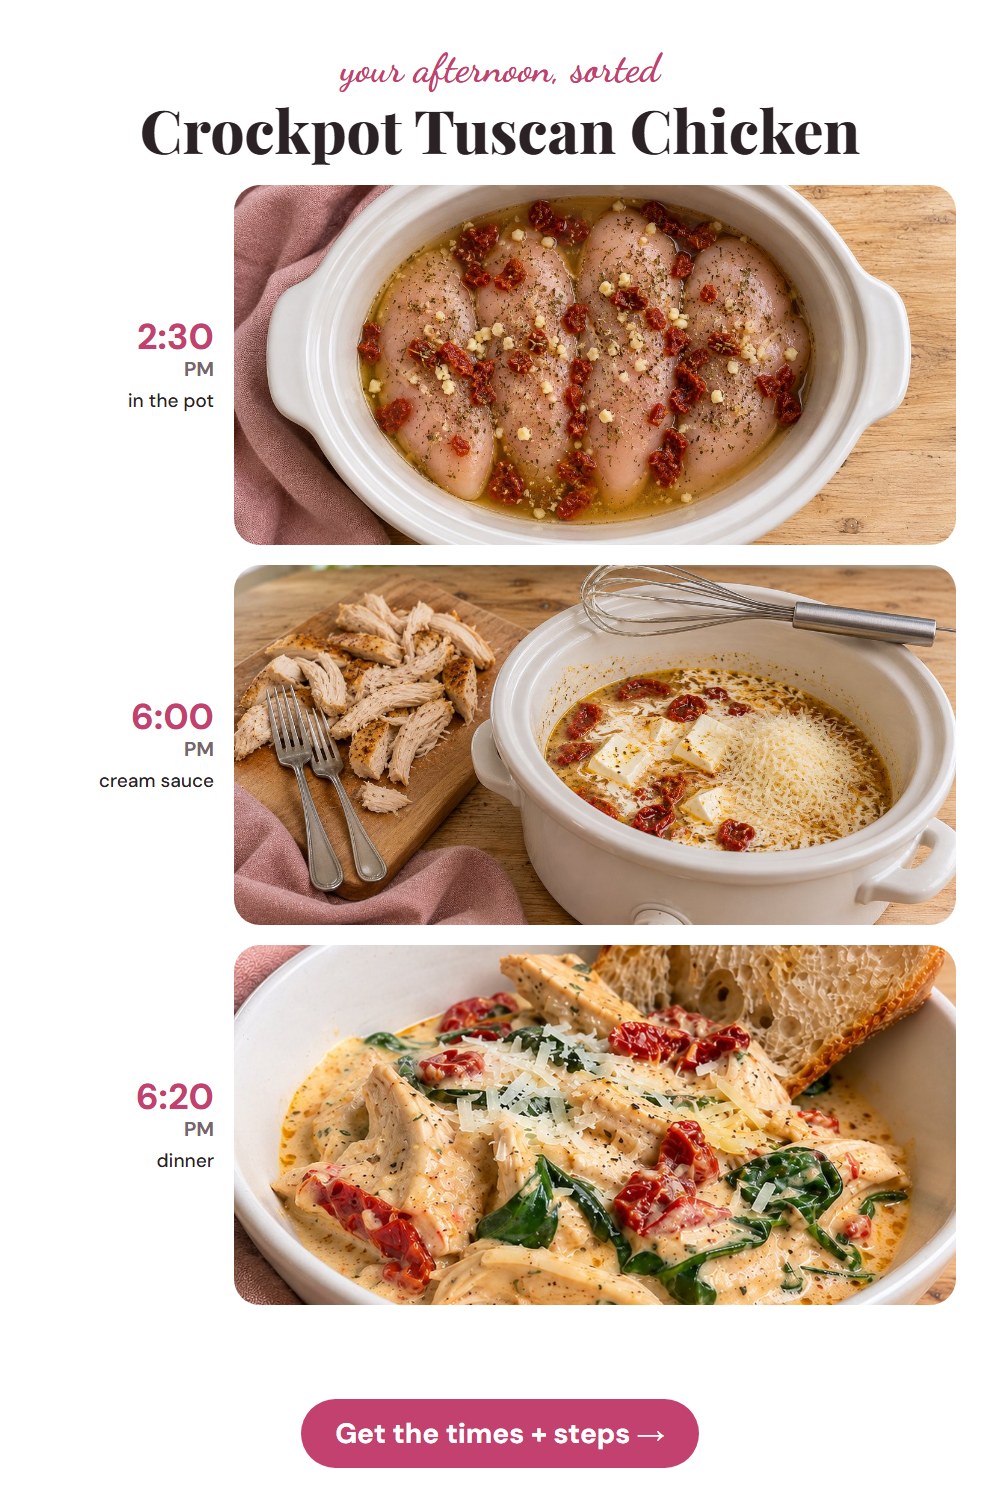 your afternoon, sorted
Crockpot Tuscan Chicken
2:30
PM
in the pot
6:00
PM
cream sauce
6:20
PM
dinner
Get the times + steps →